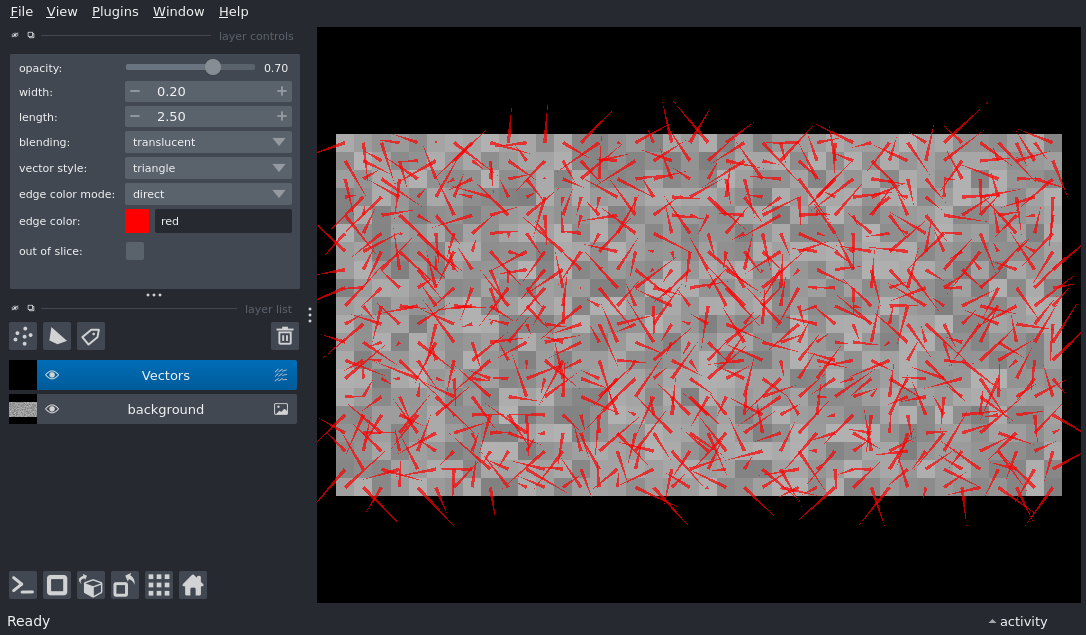 File View Plugins Window Help
layer controls
opacity: 0.70
width: − 0.20 +
length: − 2.50 +
blending: translucent
vector style: triangle
edge color mode: direct
edge color: red
out of slice:
layer list
Vectors
background
Ready
activity